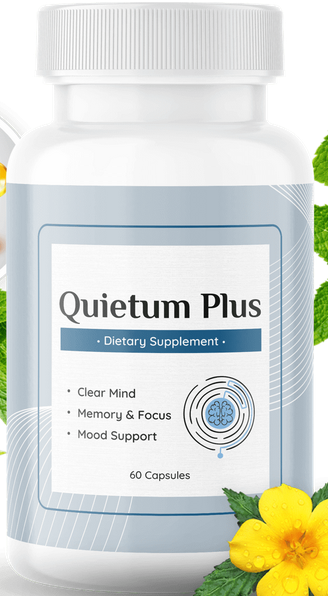 Quietum Plus
• Dietary Supplement •
• Clear Mind
• Memory & Focus
• Mood Support
60 Capsules